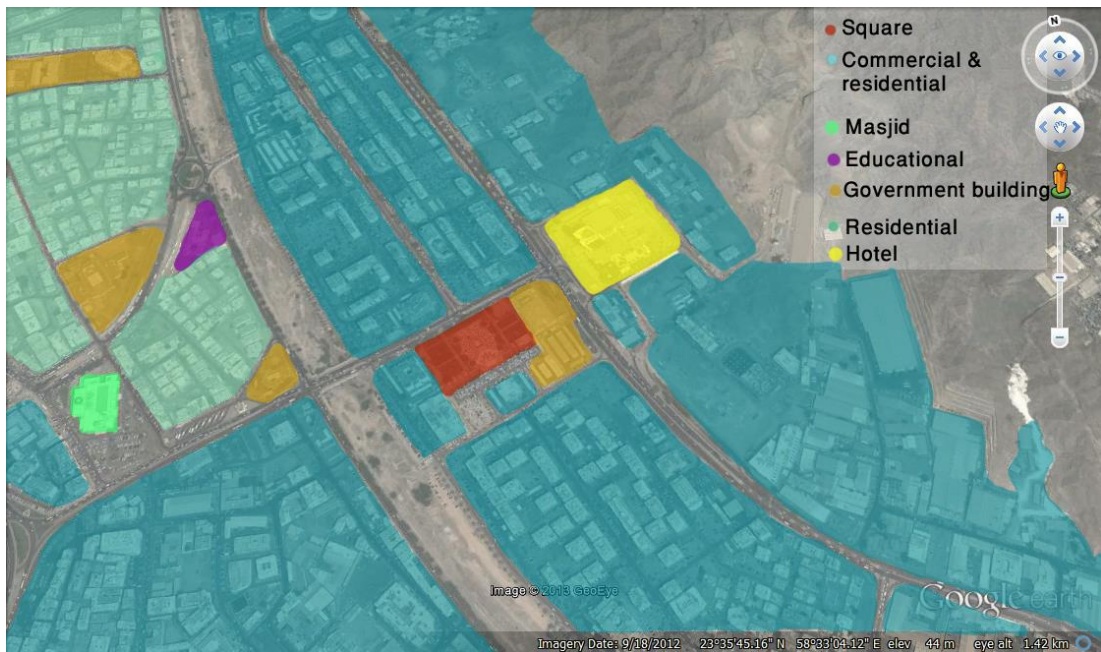 N
Square
Commercial &
residential
Masjid
Educational
Government building
Residential
Hotel
Image © 2013 GeoEye
Google earth
Imagery Date: 9/18/2012 23°35'45.16" N 58°33'04.12" E elev 44 m eye alt 1.42 km